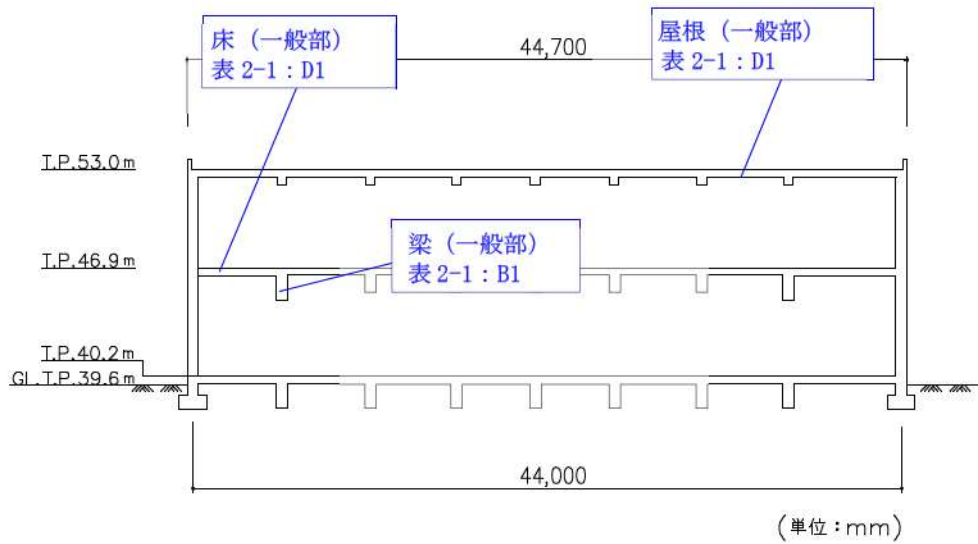 床（一般部）
表 2-1：D1
44,700
屋根（一般部）
表 2-1：D1
T.P.53.0m
梁（一般部）
表 2-1：B1
T.P.46.9m
T.P.40.2m
GL.T.P.39.6m
44,000
(単位：mm)